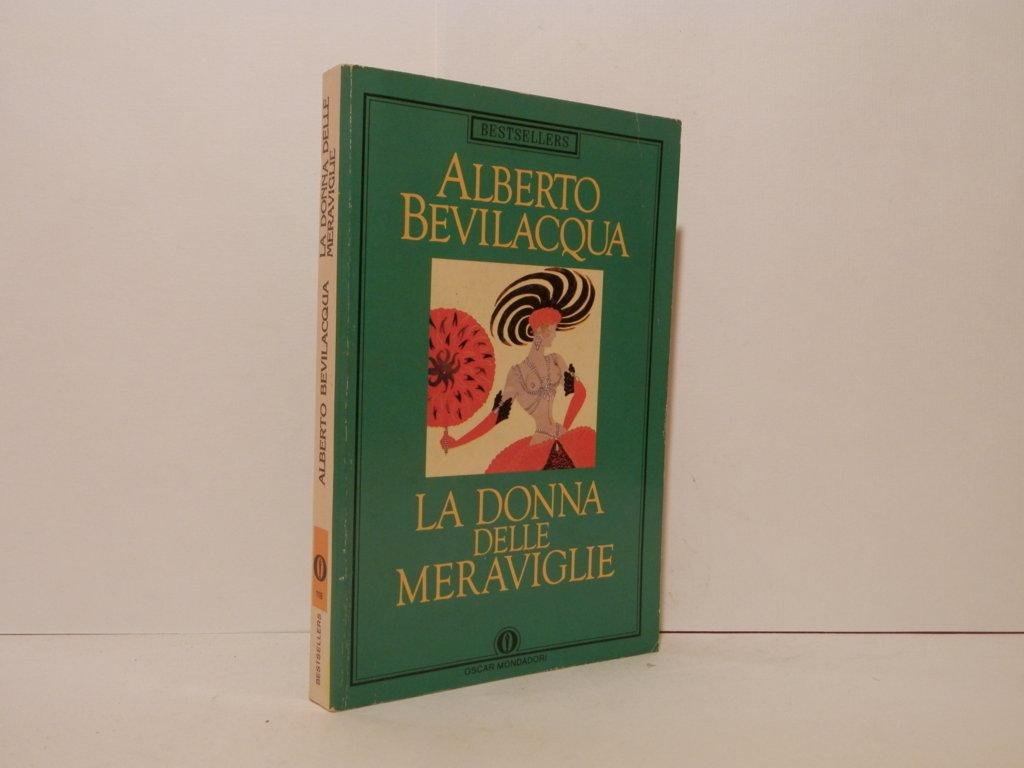 BESTSELLERS
ALBERTO
BEVILACQUA
LA DONNA
DELLE
MERAVIGLIE
OSCAR MONDADORI
LA DONNA DELLE
MERAVIGLIE
ALBERTO BEVILACQUA
BESTSELLERS